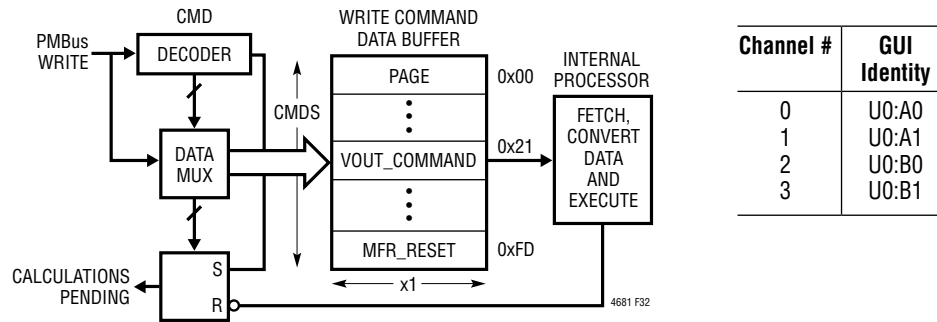 CMD
PMBus
WRITE
DECODER
CMDS
DATA
MUX
S
R
CALCULATIONS
PENDING
WRITE COMMAND
DATA BUFFER
PAGE
0x00
VOUT_COMMAND
0x21
MFR_RESET
0xFD
x1
INTERNAL
PROCESSOR
FETCH,
CONVERT
DATA
AND
EXECUTE
4681 F32
Channel # GUI
Identity
0 U0:A0
1 U0:A1
2 U0:B0
3 U0:B1